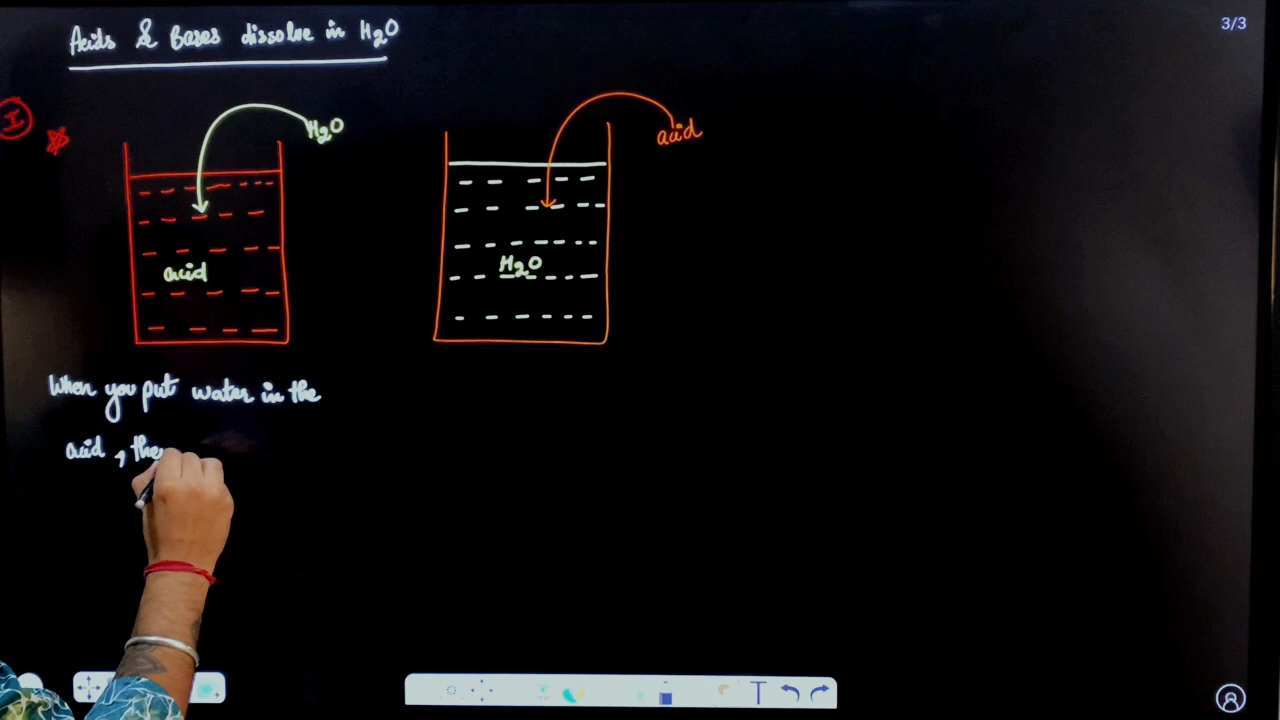 Acids & Bases dissolve in H₂O
3/3
I
H₂O
acid
acid
H₂O
When you put water in the
acid, the
T